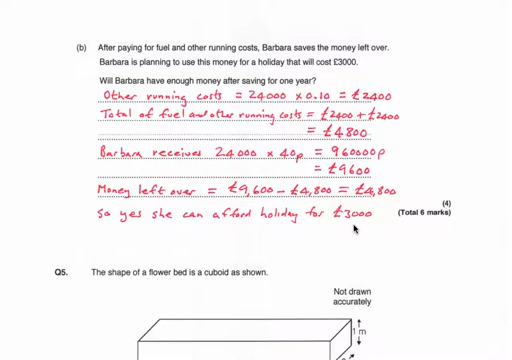 (b) After paying for fuel and other running costs, Barbara saves the money left over.
Barbara is planning to use this money for a holiday that will cost £3000.
Will Barbara have enough money after saving for one year?
Other running costs = 24000 × 0.10 = £2400
Total of fuel and other running costs = £2400 + £2400
= £4800
Barbara receives 24000 × 40p = 960000p
= £9600
Money left over = £9,600 − £4,800 = £4,800
So yes she can afford holiday for £3000
(4)
(Total 6 marks)
Q5. The shape of a flower bed is a cuboid as shown.
Not drawn
accurately
1 m